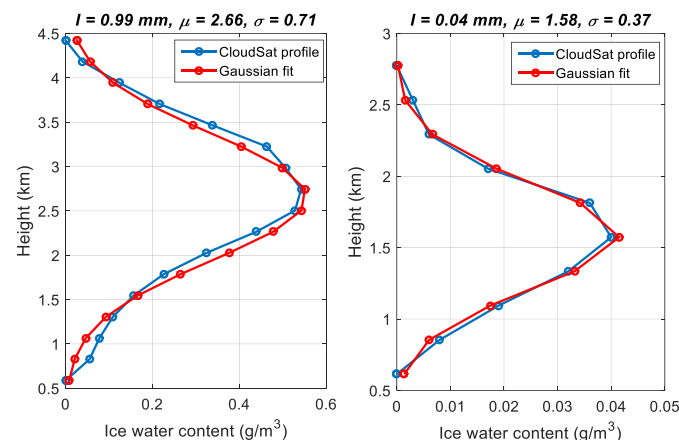 I = 0.99 mm, μ = 2.66, σ = 0.71
CloudSat profile
Gaussian fit
4.5
4
3.5
3
2.5
2
1.5
1
0.5
Height (km)
0
0.2
0.4
0.6
Ice water content (g/m³)
I = 0.04 mm, μ = 1.58, σ = 0.37
CloudSat profile
Gaussian fit
3
2.5
2
1.5
1
0.5
Height (km)
0
0.01
0.02
0.03
0.04
0.05
Ice water content (g/m³)